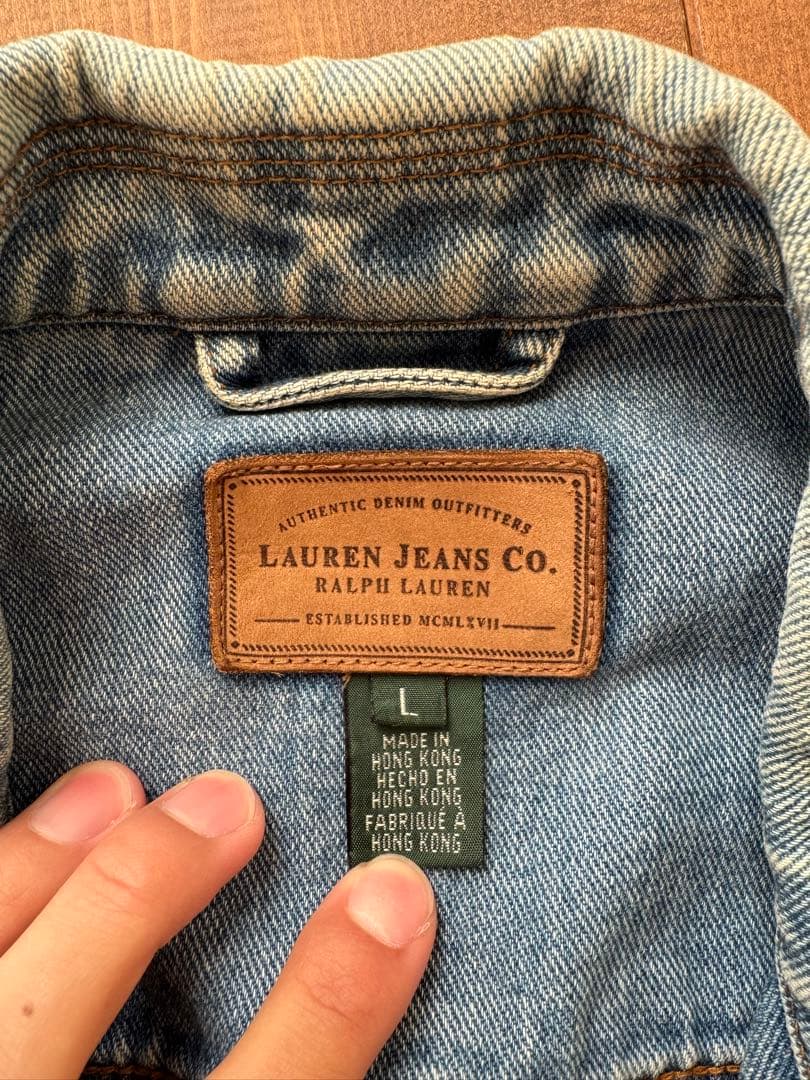 AUTHENTIC DENIM OUTFITTERS
LAUREN JEANS CO.
RALPH LAUREN
ESTABLISHED MCMLXVII
L
MADE IN
HONG KONG
HECHO EN
HONG KONG
FABRIQUÉ À
HONG KONG